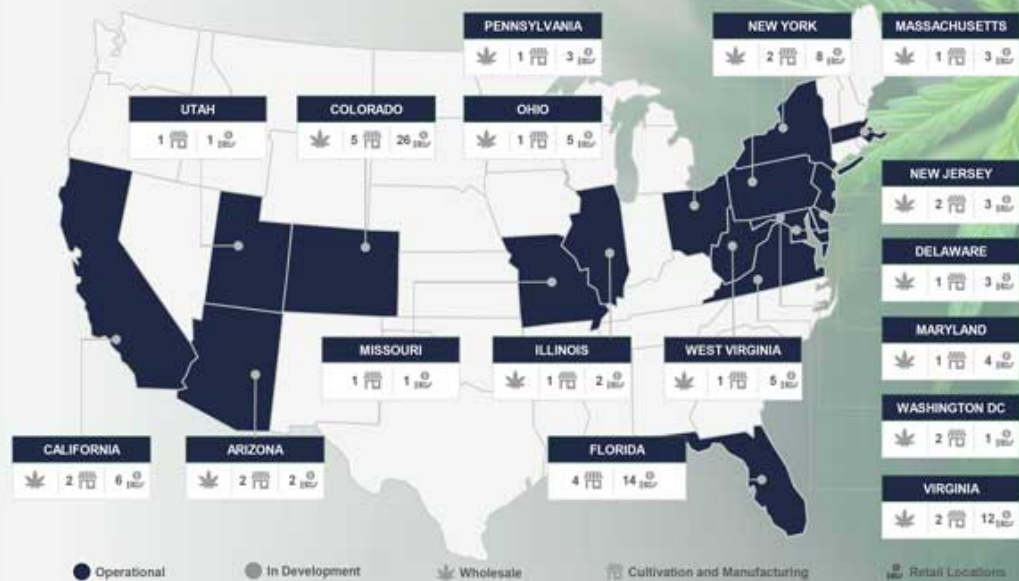 PENNSYLVANIA
1 3
NEW YORK
2 8
MASSACHUSETTS
1 3
UTAH
1 1
COLORADO
5 26
OHIO
1 5
NEW JERSEY
2 3
DELAWARE
1 3
MARYLAND
1 4
MISSOURI
1 1
ILLINOIS
1 2
WEST VIRGINIA
1 5
WASHINGTON DC
2 1
CALIFORNIA
2 6
ARIZONA
2 2
FLORIDA
4 14
VIRGINIA
2 12
Operational
In Development
Wholesale
Cultivation and Manufacturing
Retail Locations